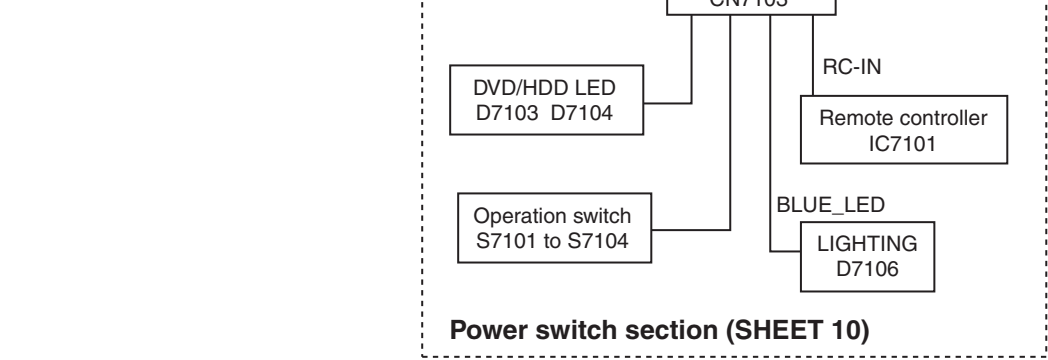 CN7103
RC-IN
DVD/HDD LED
D7103 D7104
Remote controller
IC7101
BLUE_LED
Operation switch
S7101 to S7104
LIGHTING
D7106
Power switch section (SHEET 10)